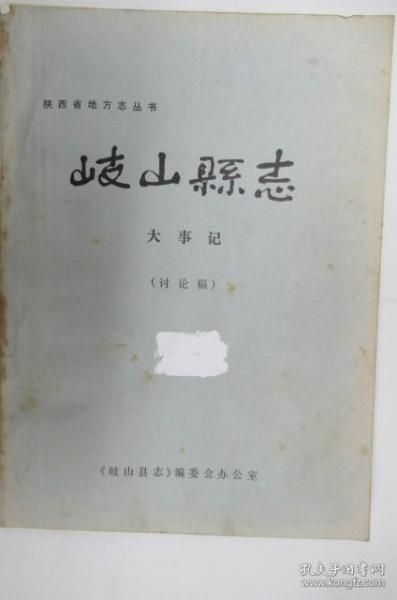 陕西省地方志丛书
岐山縣志
大事记
（讨论稿）
《岐山县志》编委会办公室
孔夫子旧书网
www.kongfz.com